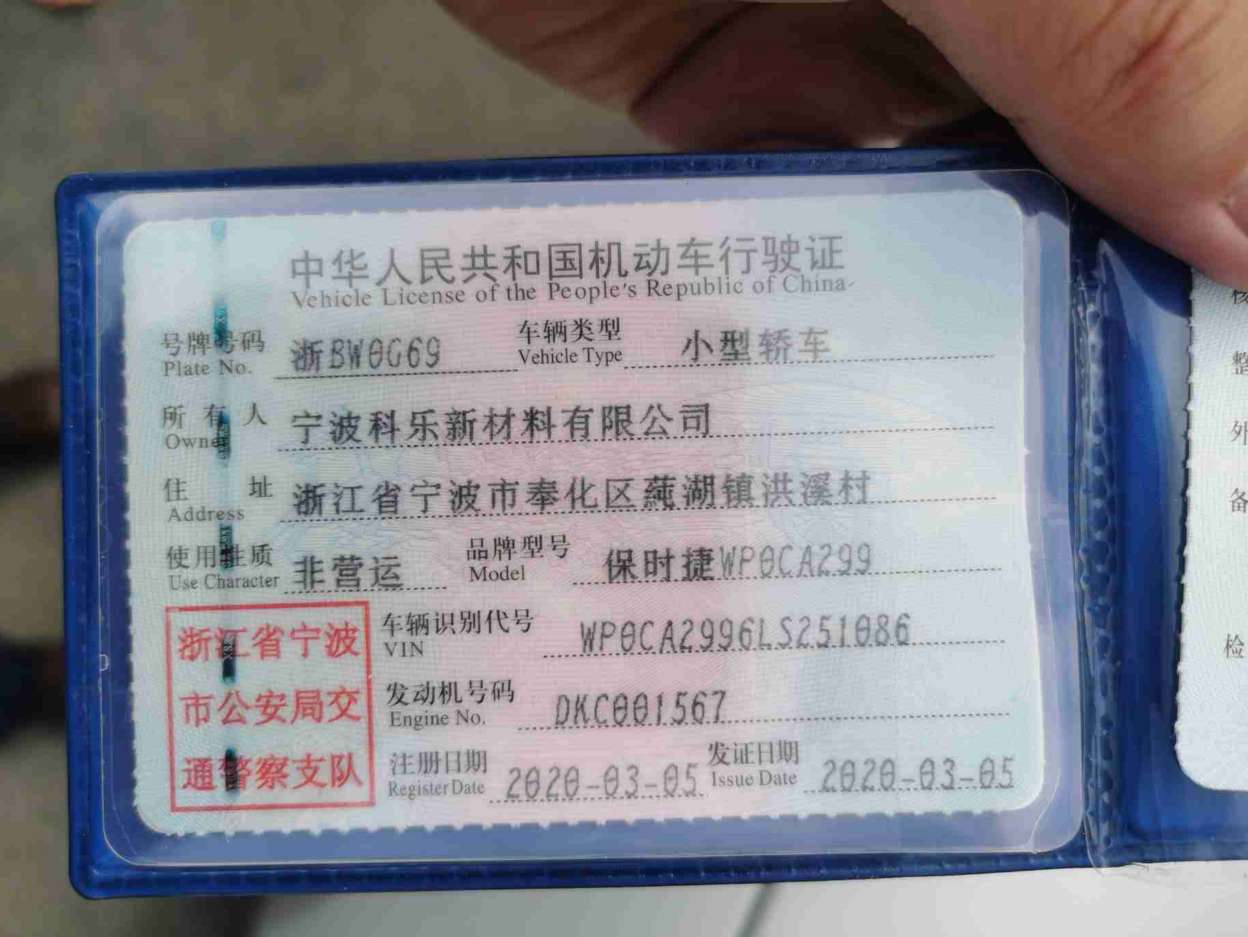 中华人民共和国机动车行驶证
Vehicle License of the People's Republic of China
号牌号码 浙BW0G69 车辆类型 小型轿车
Plate No. Vehicle Type
所有人 宁波科乐新材料有限公司
Owner
住址 浙江省宁波市奉化区莼湖镇洪溪村
Address
使用性质 非营运 品牌型号 保时捷WP0CA299
Use Character Model
浙江省宁波
市公安局交
通警察支队
车辆识别代号 WP0CA2996LS251086
VIN
发动机号码 DKC001567
Engine No.
注册日期 2020-03-05 发证日期 2020-03-05
Register Date Issue Date
整
外
备
检